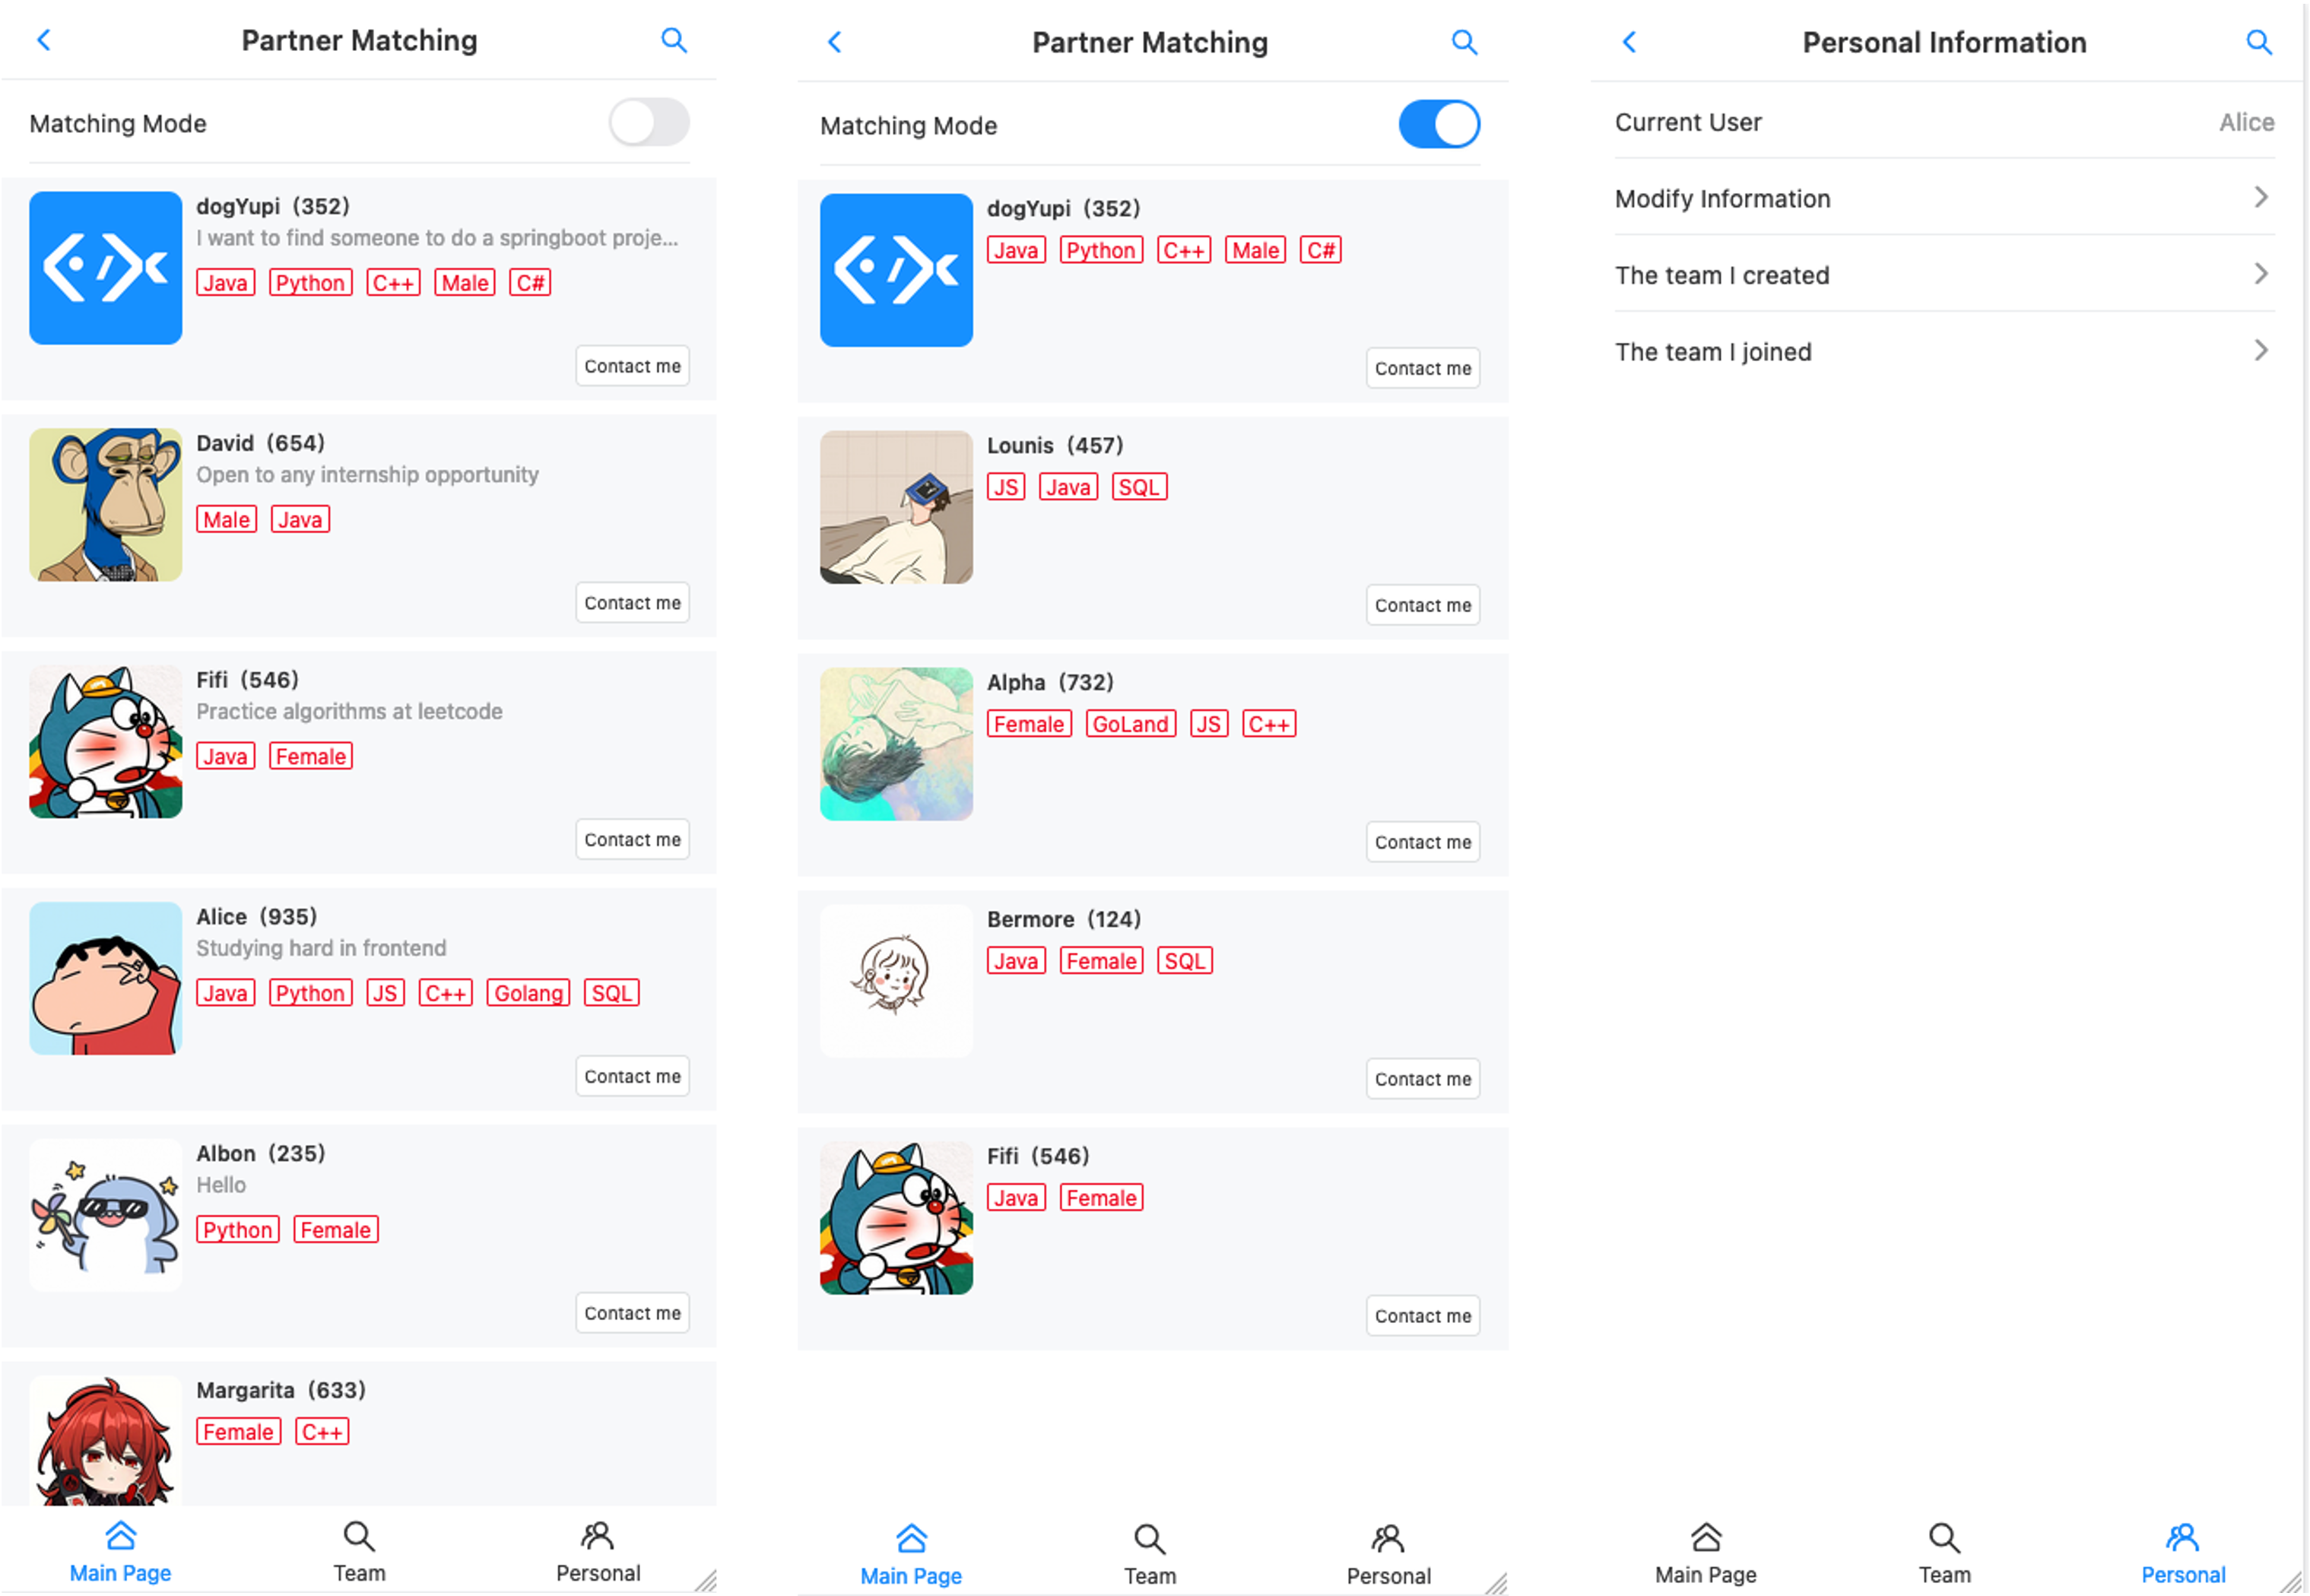 Partner Matching
Matching Mode
dogYupi (352)
I want to find someone to do a springboot proje...
Java Python C++ Male C#
Contact me
David (654)
Open to any internship opportunity
Male Java
Contact me
Fifi (546)
Practice algorithms at leetcode
Java Female
Contact me
Alice (935)
Studying hard in frontend
Java Python JS C++ Golang SQL
Contact me
Albon (235)
Hello
Python Female
Contact me
Margarita (633)
Female C++
Main Page Team Personal
Partner Matching
Matching Mode
dogYupi (352)
Java Python C++ Male C#
Contact me
Lounis (457)
JS Java SQL
Contact me
Alpha (732)
Female GoLand JS C++
Contact me
Bermore (124)
Java Female SQL
Contact me
Fifi (546)
Java Female
Contact me
Main Page Team Personal
Personal Information
Current User Alice
Modify Information
The team I created
The team I joined
Main Page Team Personal